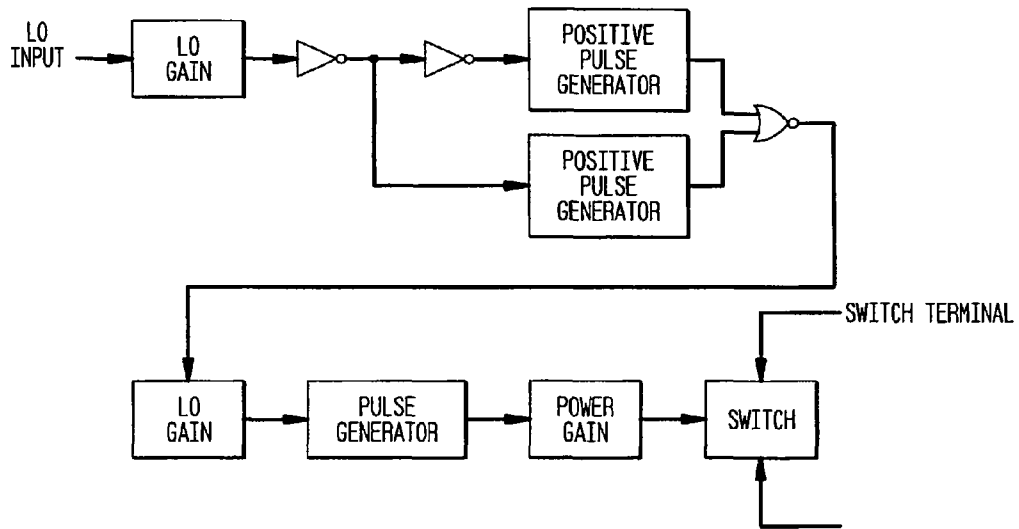 LO
INPUT
LO
GAIN
POSITIVE
PULSE
GENERATOR
POSITIVE
PULSE
GENERATOR
SWITCH TERMINAL
LO
GAIN
PULSE
GENERATOR
POWER
GAIN
SWITCH